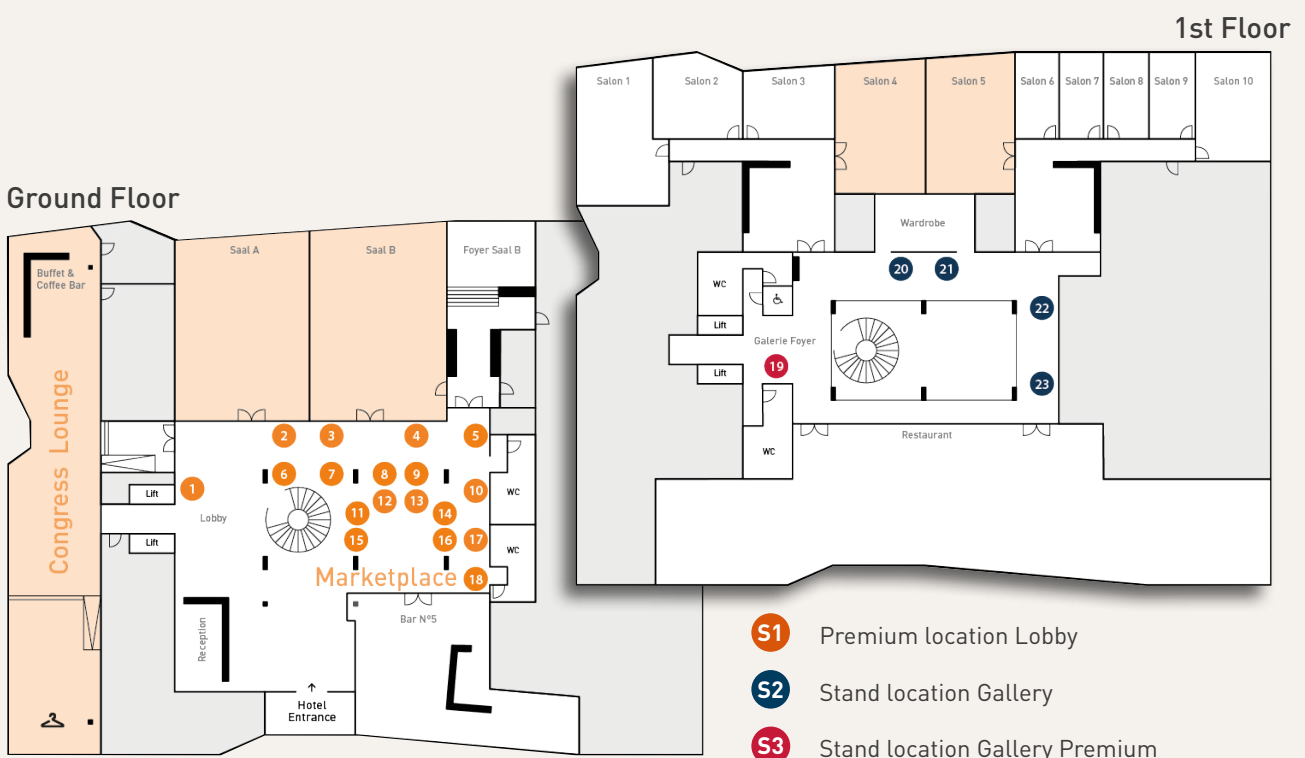 1st Floor
Salon 1
Salon 2
Salon 3
Salon 4
Salon 5
Salon 6
Salon 7
Salon 8
Salon 9
Salon 10
Wardrobe
20
21
WC
22
Lift
Galerie Foyer
19
Lift
23
Restaurant
WC
Ground Floor
Saal A
Saal B
Foyer Saal B
Buffet &
Coffee Bar
Congress Lounge
2
3
4
5
6
7
8
9
1
10
Lift
WC
12
13
11
14
Lobby
15
16
17
Lift
WC
Marketplace
18
Reception
Bar N°5
Hotel
Entrance
S1 Premium location Lobby
S2 Stand location Gallery
S3 Stand location Gallery Premium